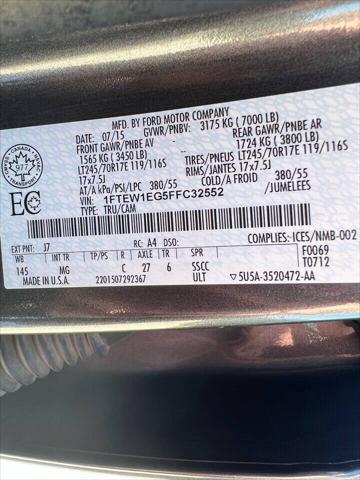 MFD. BY FORD MOTOR COMPANY
07/15 GVWR/PNBV: 3175 KG (7000 LB)
FRONT GAWR/PNBE AV REAR GAWR/PNBE AR
1565 KG (3450 LB) 1724 KG (3800 LB)
LT245/70R17E 119/116S TIRES/PNEUS LT245/70R17E 119/116S
17x7.5J RIMS/JANTES 17x7.5J
AT/A kPa/PSI/LPC 380/55 COLD/A FROID 380/55
VIN: 1FTEW1EG5FFC32552 /JUMELEES
TYPE: TRU/CAM
CANADA
977
TRANSPORT
EC
EXT PNT: J7 RC: A4 DSO: COMPLIES: ICES/NMB-002
WB TP/PS R AXLE TR SPR F0069
145 MG C 27 6 SSCC T0712
MADE IN U.S.A. 2201507292367 ULT 5U5A-3520472-AA